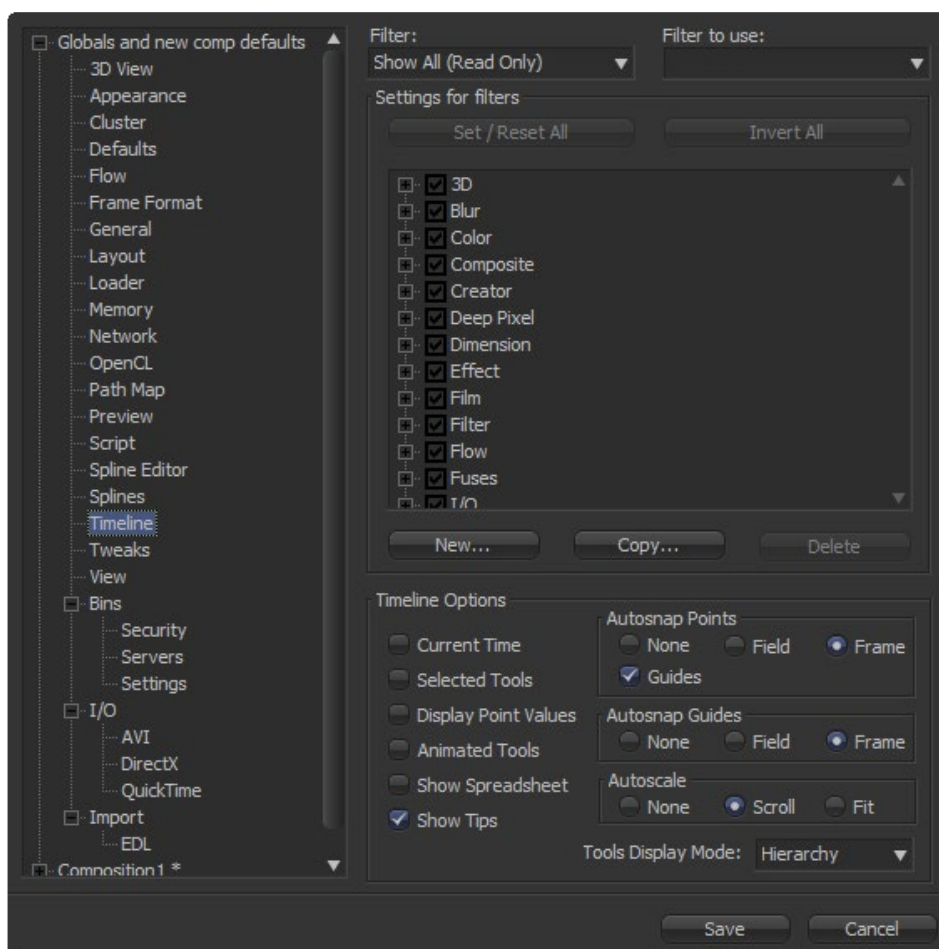 Globals and new comp defaults
3D View
Appearance
Cluster
Defaults
Flow
Frame Format
General
Layout
Loader
Memory
Network
OpenCL
Path Map
Preview
Script
Spline Editor
Splines
Timeline
Tweaks
View
Bins
Security
Servers
Settings
I/O
AVI
DirectX
QuickTime
Import
EDL
Composition1 *
Filter:
Show All (Read Only)
Filter to use:
Settings for filters
Set / Reset All
Invert All
3D
Blur
Color
Composite
Creator
Deep Pixel
Dimension
Effect
Film
Filter
Flow
Fuses
I/O
New...
Copy...
Delete
Timeline Options
Current Time
Selected Tools
Display Point Values
Animated Tools
Show Spreadsheet
Show Tips
Autosnap Points
None
Field
Frame
Guides
Autosnap Guides
None
Field
Frame
Autoscale
None
Scroll
Fit
Tools Display Mode:
Hierarchy
Save
Cancel